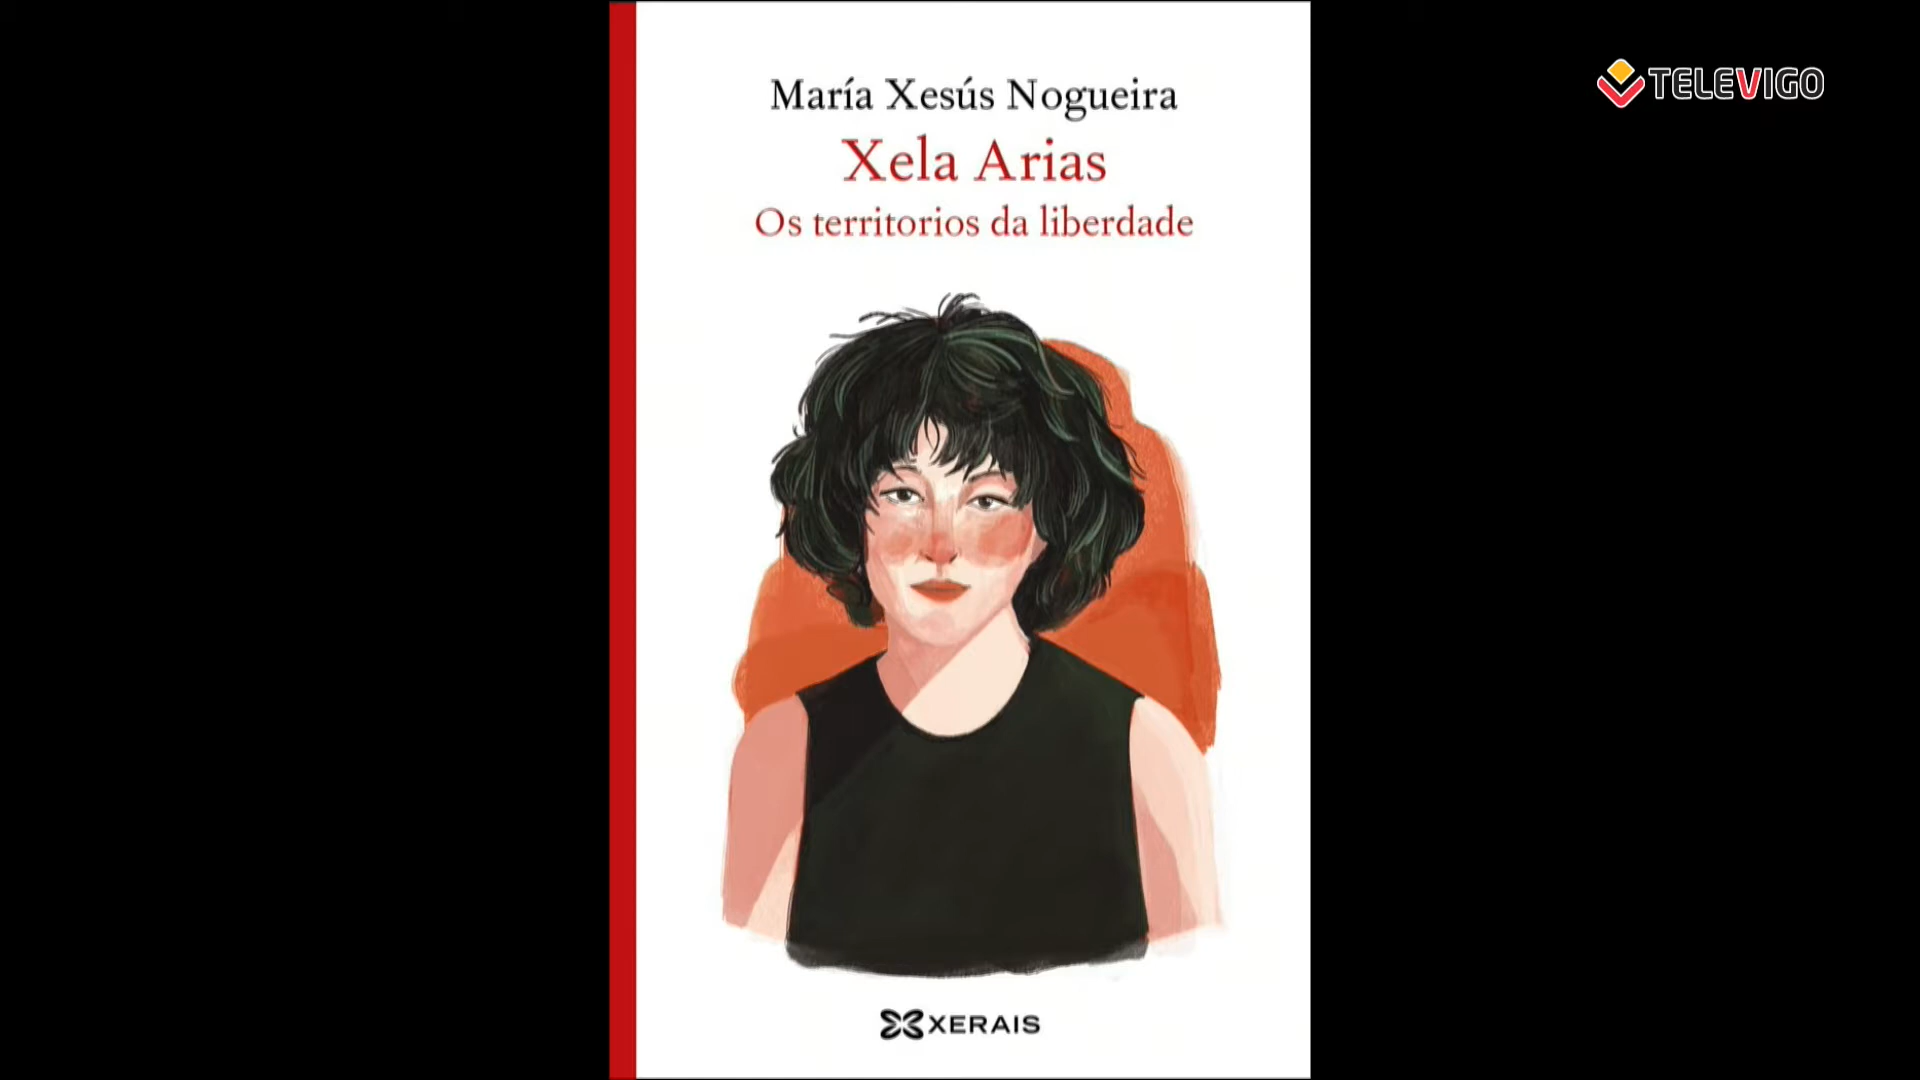 María Xesús Nogueira
Xela Arias
Os territorios da liberdade
XERAIS
TELEVIGO